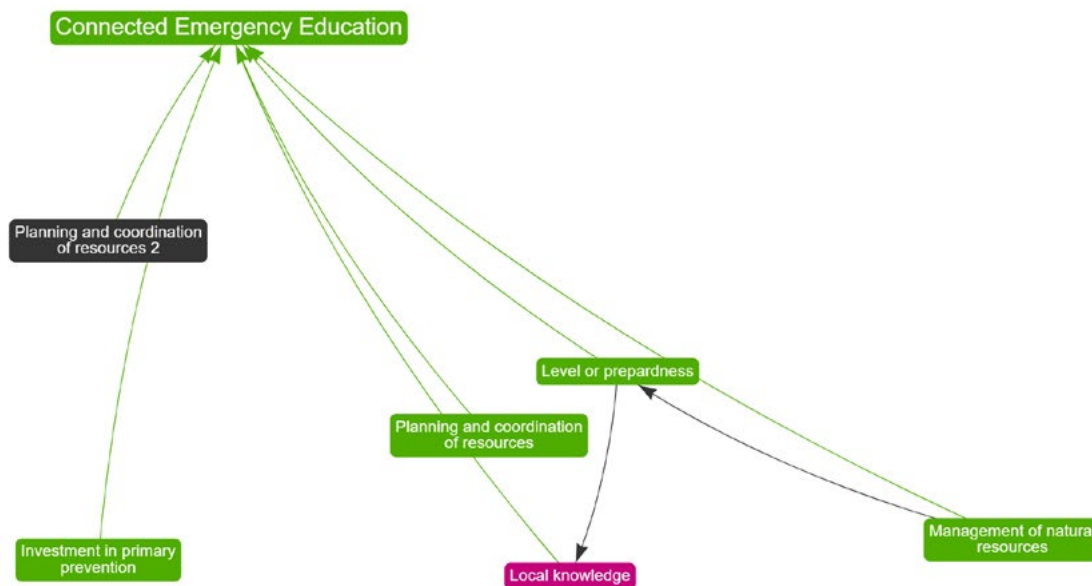 Connected Emergency Education
Planning and coordination
of resources 2
Level or prepardness
Planning and coordination
of resources
Management of natural
resources
Investment in primary
prevention
Local knowledge